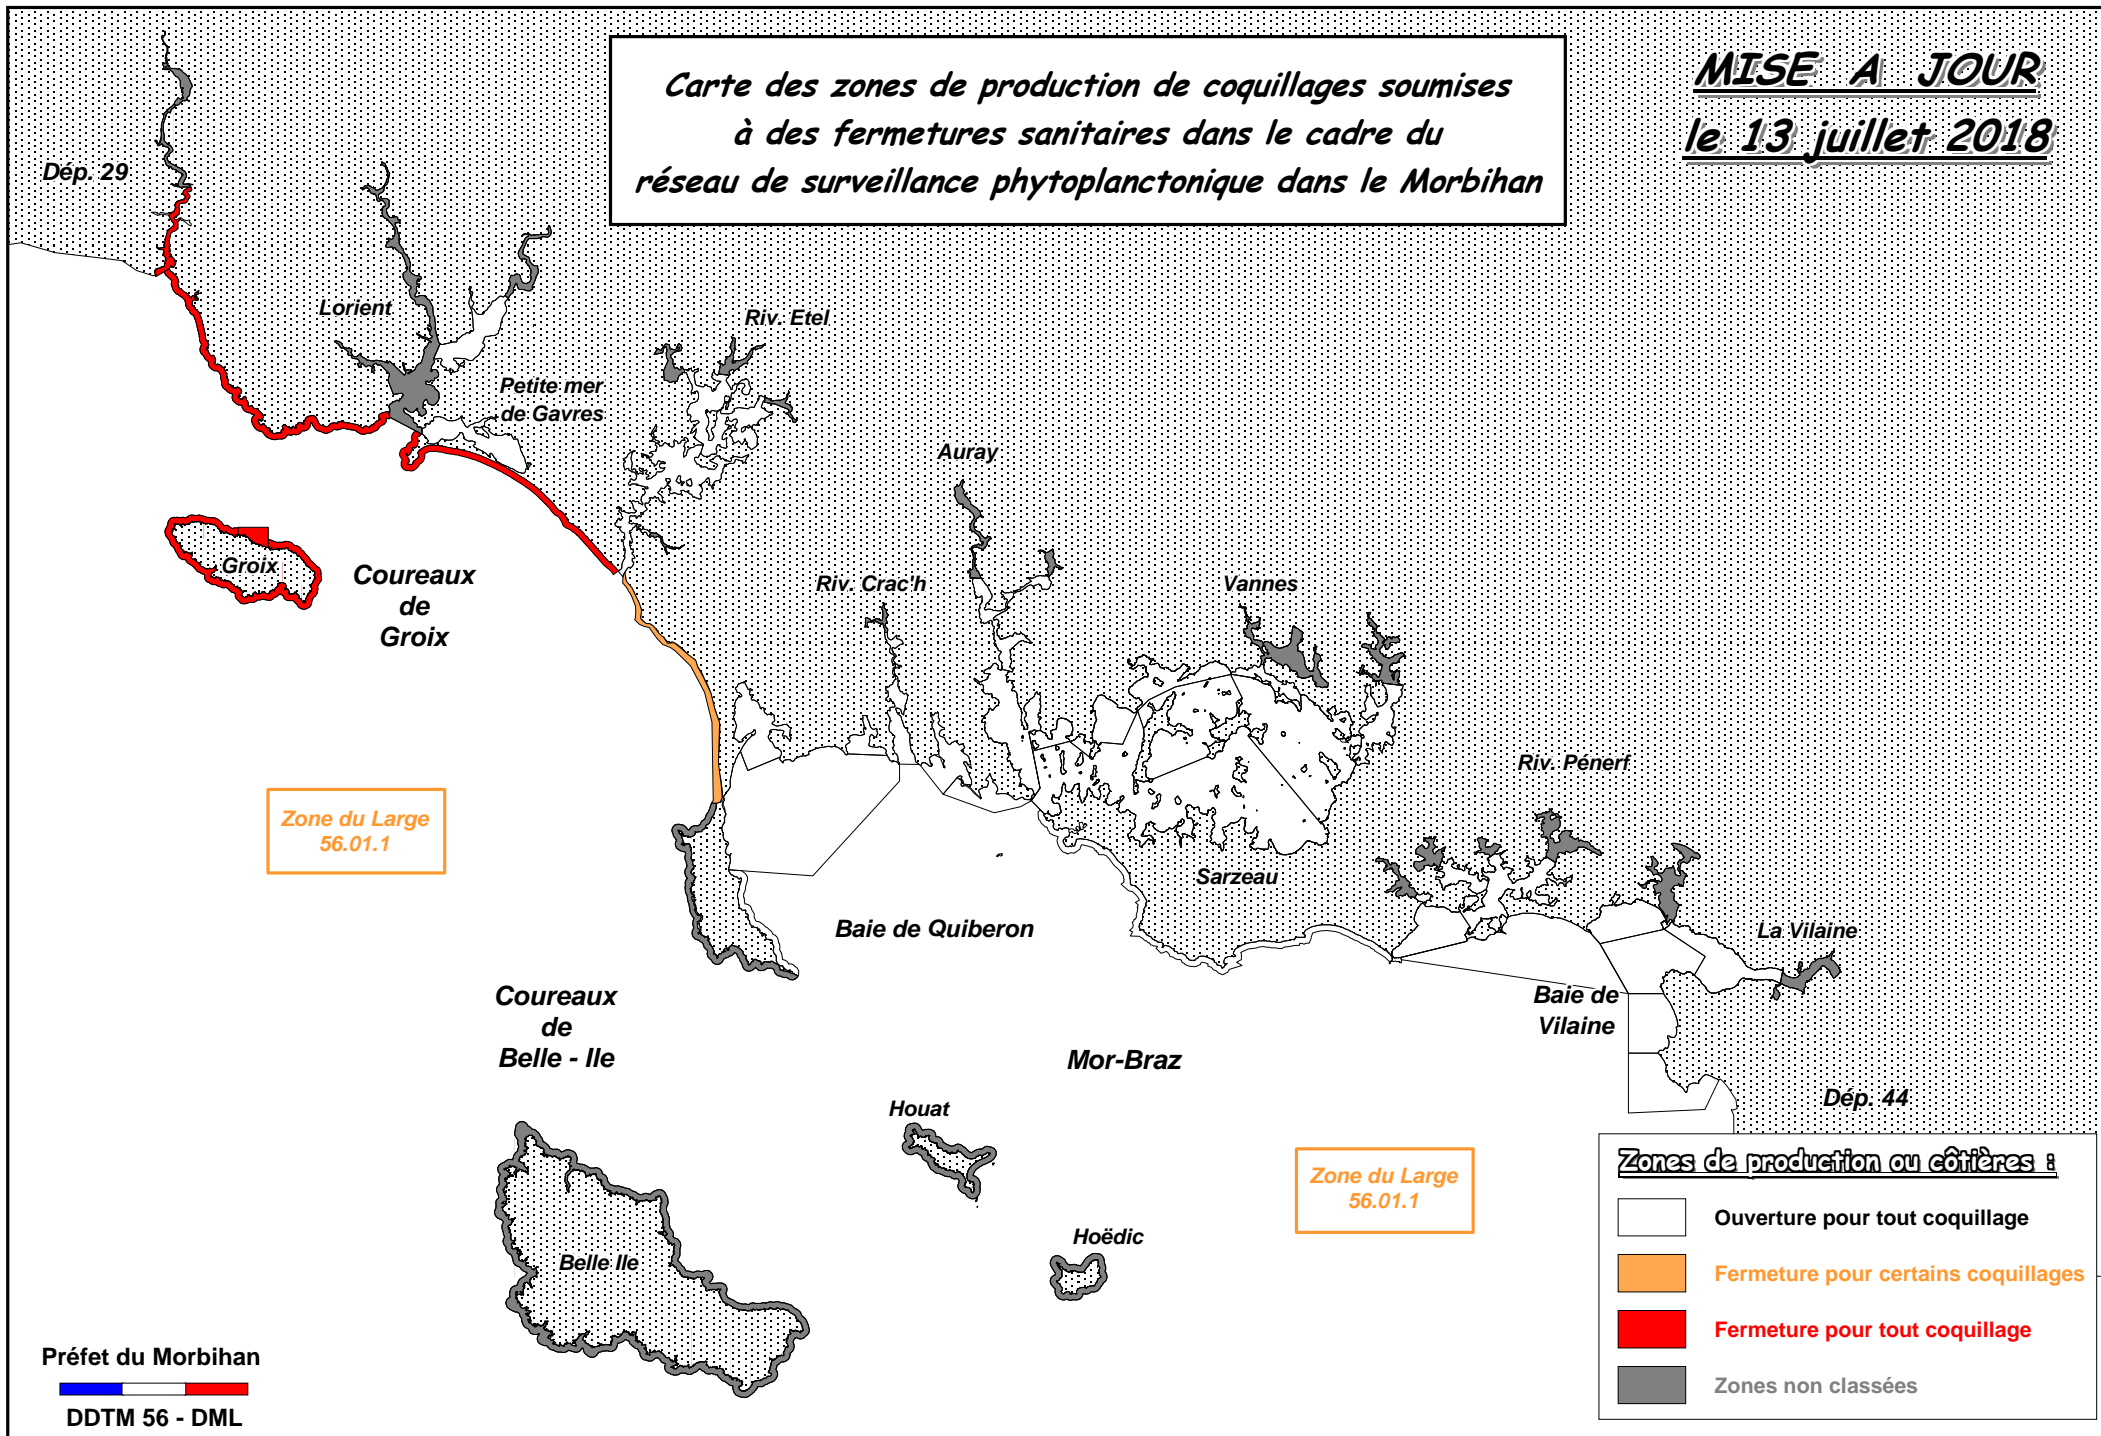 Carte des zones de production de coquillages soumises
à des fermetures sanitaires dans le cadre du
réseau de surveillance phytoplanctonique dans le Morbihan
MISE A JOUR
le 13 juillet 2018
Dép. 29
Lorient
Riv. Etel
Petite mer
de Gavres
Auray
Groix
Coureaux
de
Groix
Riv. Crac'h
Vannes
Riv. Pénerf
Zone du Large
56.01.1
Sarzeau
Baie de Quiberon
La Vilaine
Coureaux
de
Belle - Ile
Baie de
Vilaine
Mor-Braz
Dép. 44
Houat
Zone du Large
56.01.1
Hoëdic
Belle Ile
Zones de production ou côtières :
Ouverture pour tout coquillage
Fermeture pour certains coquillages
Fermeture pour tout coquillage
Zones non classées
Préfet du Morbihan
DDTM 56 - DML